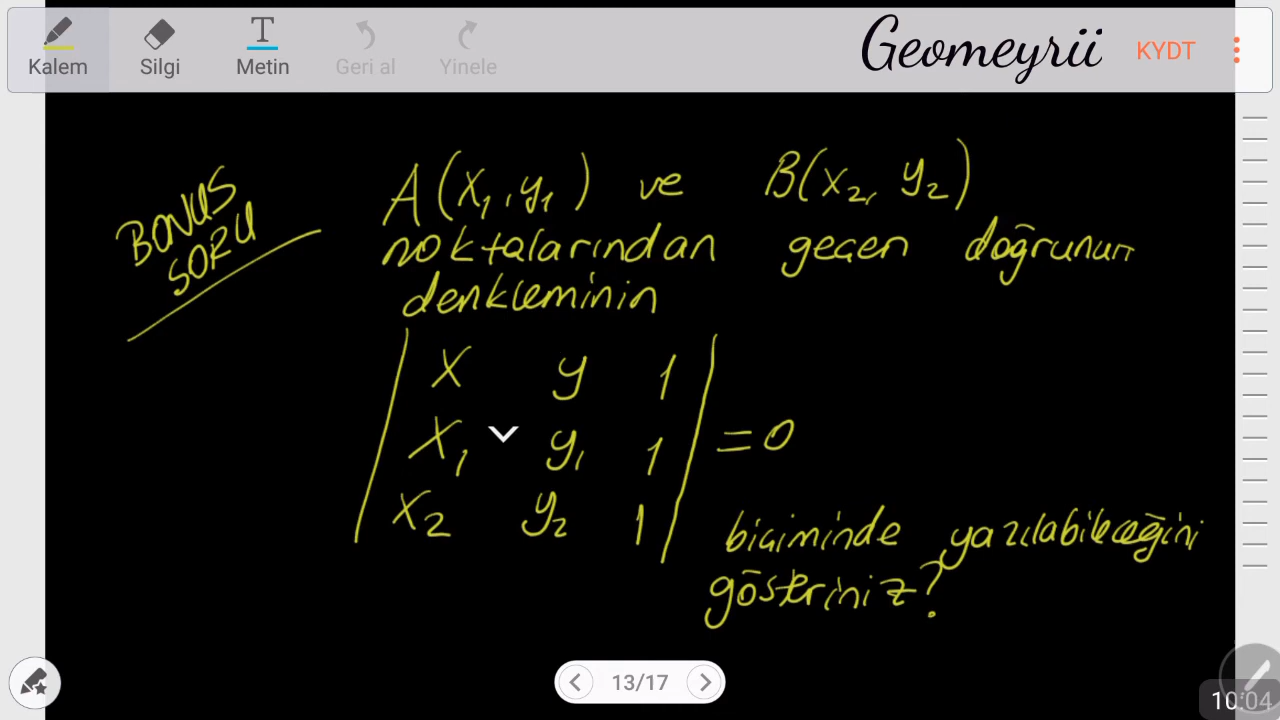 Kalem Silgi Metin Geri al Yinele Geomeyrii KYDT
BONUS
SORU
A(x₁,y₁) ve B(x₂, y₂)
noktalarından geçen doğrunun
denkleminin
| x y 1 |
| x₁ y₁ 1 | = 0
| x₂ y₂ 1 |
biçiminde yazılabileceğini
gösteriniz?
13/17
10:04